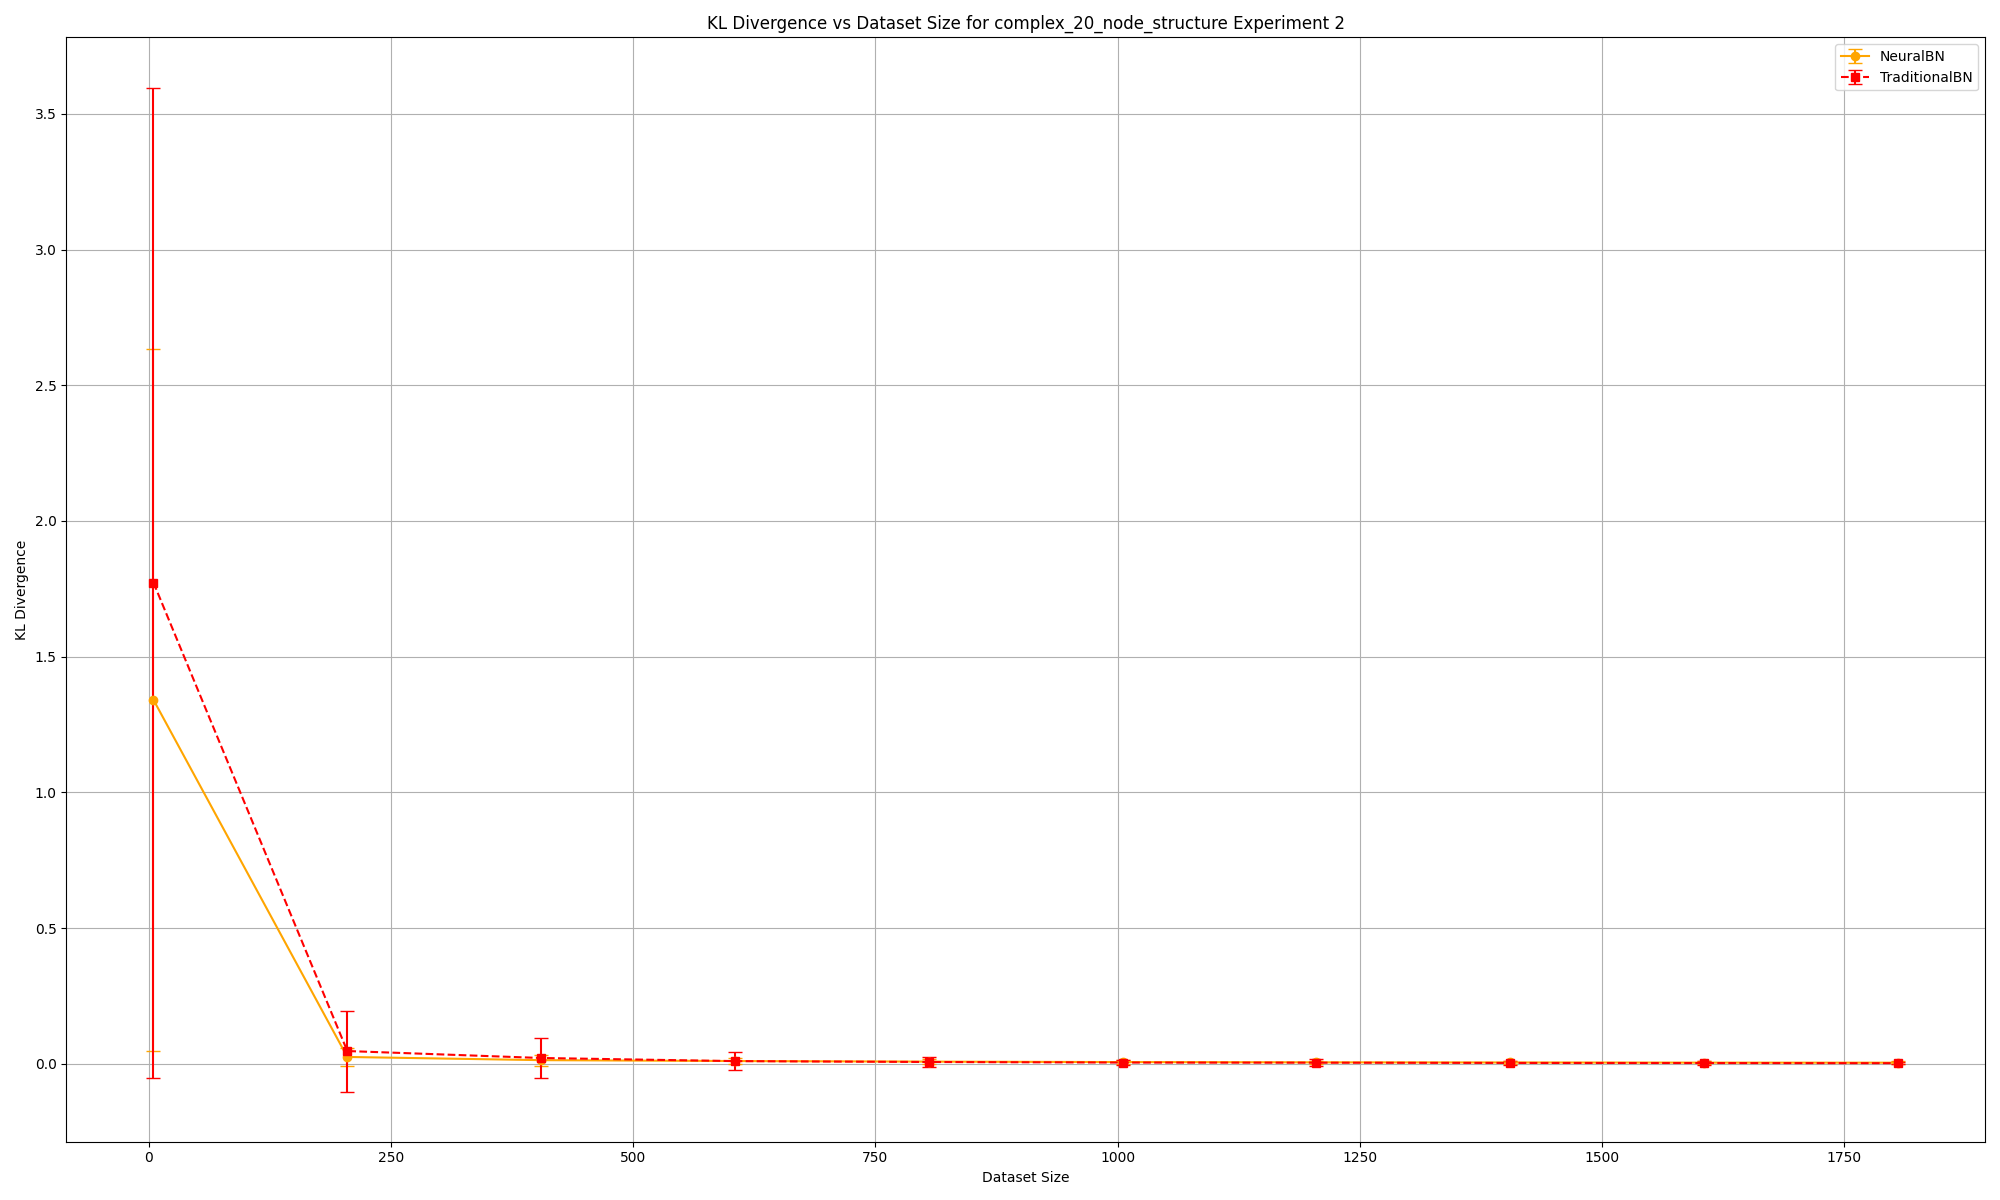 KL Divergence vs Dataset Size for complex_20_node_structure Experiment 2
NeuralBN
TraditionalBN
KL Divergence
3.5
3.0
2.5
2.0
1.5
1.0
0.5
0.0
0 250 500 750 1000 1250 1500 1750
Dataset Size